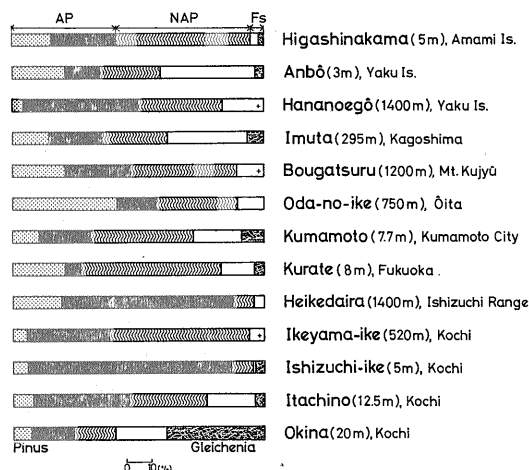 AP NAP Fs
Higashinakama (5m), Amami Is.
Anbô (3m), Yaku Is.
Hananoegô (1400m), Yaku Is.
Imuta (295m), Kagoshima
Bougatsuru (1200m), Mt. Kujyû
Oda-no-ike (750m), Ôita
Kumamoto (7.7m), Kumamoto City
Kurate (8m), Fukuoka .
Heikedaira (1400m), Ishizuchi Range
Ikeyama-ike (520m), Kochi
Ishizuchi-ike (5m), Kochi
Itachino (12.5m), Kochi
Okina (20m), Kochi
Pinus Gleichenia
0 10(%)